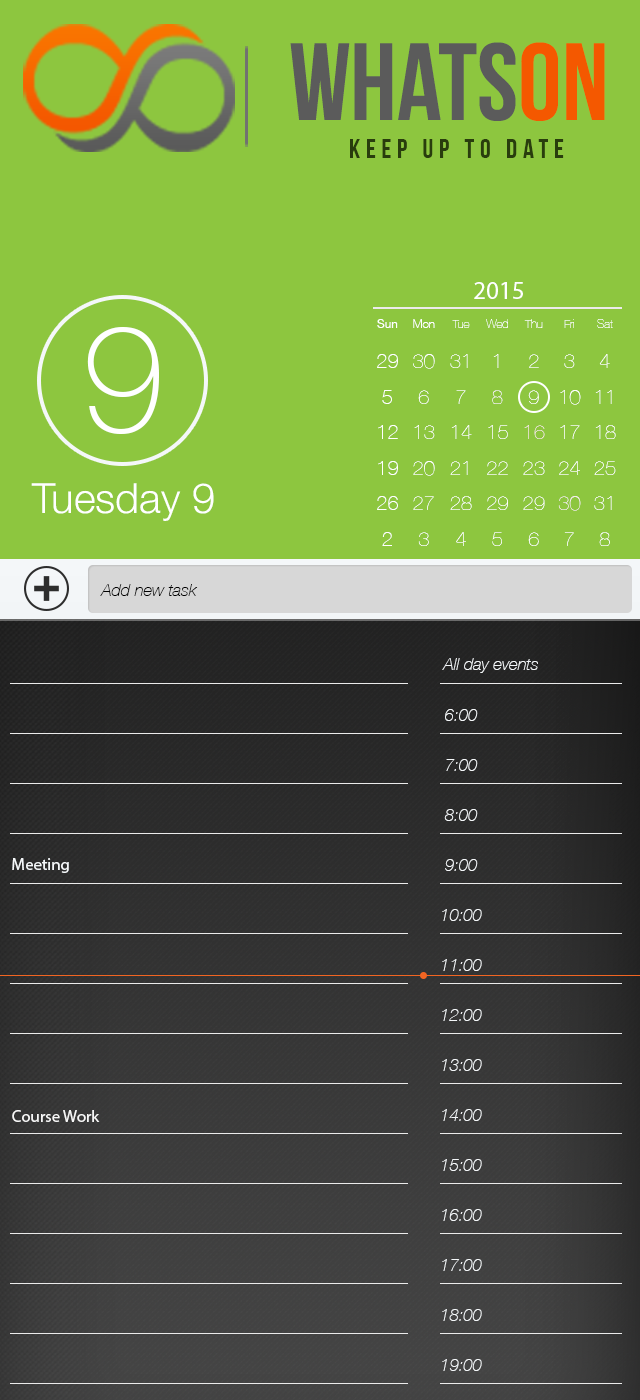 WHATSON
KEEP UP TO DATE
9
Tuesday 9
2015
Sun Mon Tue Wed Thu Fri Sat
29 30 31 1 2 3 4
5 6 7 8 9 10 11
12 13 14 15 16 17 18
19 20 21 22 23 24 25
26 27 28 29 29 30 31
2 3 4 5 6 7 8
Add new task
All day events
6:00
7:00
8:00
Meeting 9:00
10:00
11:00
12:00
13:00
Course Work 14:00
15:00
16:00
17:00
18:00
19:00